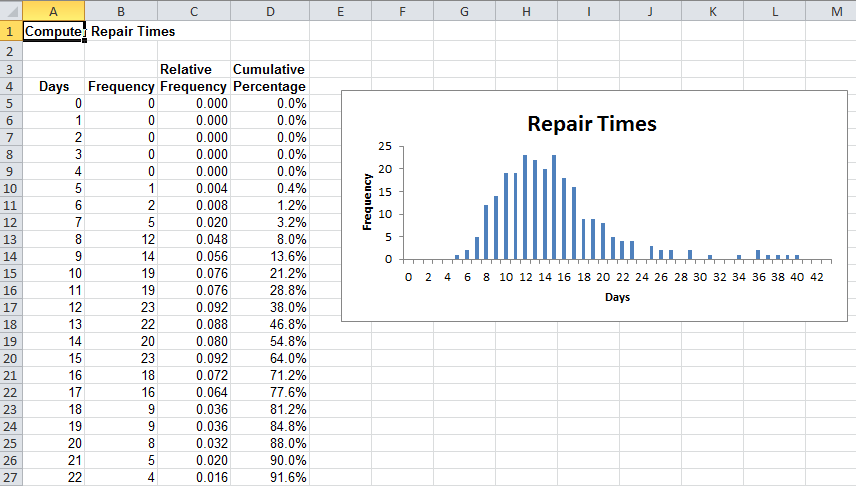 A B C D E F G H I J K L M
1 Compute Repair Times
2
3 Relative Cumulative
4 Days Frequency Frequency Percentage
5 0 0 0.000 0.0%
6 1 0 0.000 0.0%
7 2 0 0.000 0.0%
8 3 0 0.000 0.0%
9 4 0 0.000 0.0%
10 5 1 0.004 0.4%
11 6 2 0.008 1.2%
12 7 5 0.020 3.2%
13 8 12 0.048 8.0%
14 9 14 0.056 13.6%
15 10 19 0.076 21.2%
16 11 19 0.076 28.8%
17 12 23 0.092 38.0%
18 13 22 0.088 46.8%
19 14 20 0.080 54.8%
20 15 23 0.092 64.0%
21 16 18 0.072 71.2%
22 17 16 0.064 77.6%
23 18 9 0.036 81.2%
24 19 9 0.036 84.8%
25 20 8 0.032 88.0%
26 21 5 0.020 90.0%
27 22 4 0.016 91.6%
Repair Times
Frequency
25
20
15
10
5
0
0 2 4 6 8 10 12 14 16 18 20 22 24 26 28 30 32 34 36 38 40 42
Days